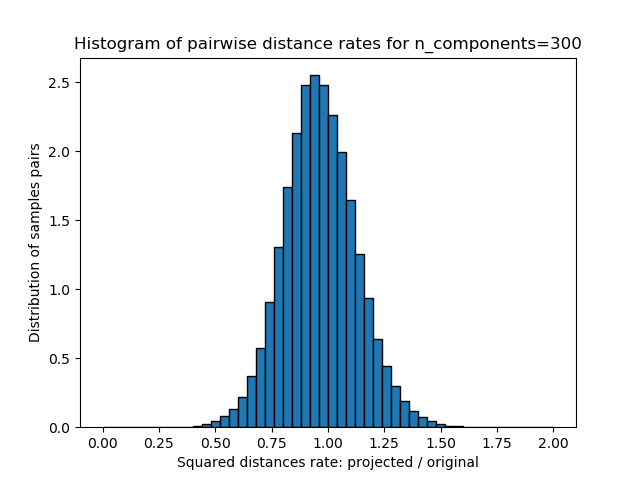 Histogram of pairwise distance rates for n_components=300
Distribution of samples pairs
2.5
2.0
1.5
1.0
0.5
0.0
0.00 0.25 0.50 0.75 1.00 1.25 1.50 1.75 2.00
Squared distances rate: projected / original